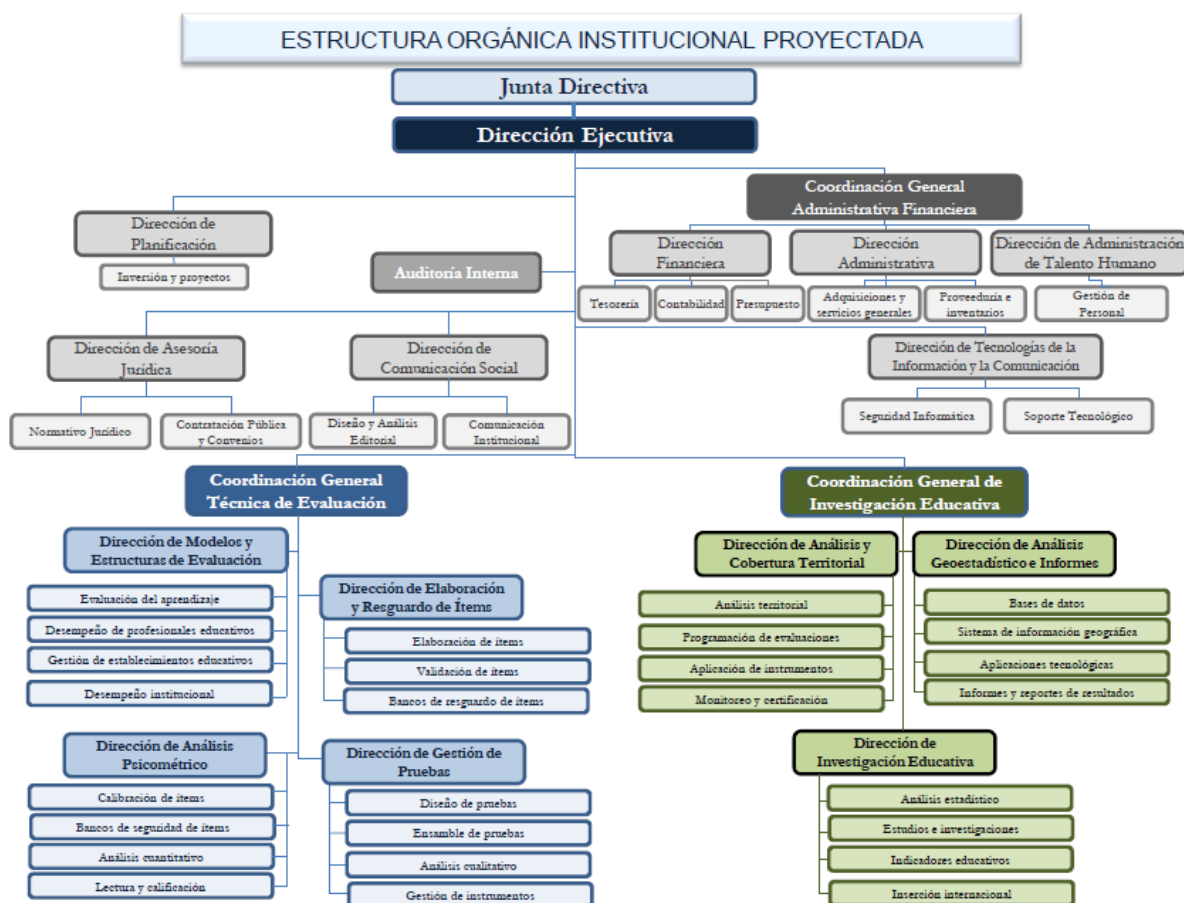 ESTRUCTURA ORGÁNICA INSTITUCIONAL PROYECTADA
Junta Directiva
Dirección Ejecutiva
Coordinación General
Administrativa Financiera
Dirección de
Planificación
Inversión y proyectos
Auditoría Interna
Dirección
Financiera
Dirección
Administrativa
Dirección de Administración
de Talento Humano
Tesorería
Contabilidad
Presupuesto
Adquisiciones y
servicios generales
Proveeduría e
inventarios
Gestión de
Personal
Dirección de Asesoría
Jurídica
Dirección de
Comunicación Social
Dirección de Tecnologías de la
Información y la Comunicación
Normativo Jurídico
Contratación Pública
y Convenios
Diseño y Análisis
Editorial
Comunicación
Institucional
Seguridad Informática
Soporte Tecnológico
Coordinación General
Técnica de Evaluación
Dirección de Modelos y
Estructuras de Evaluación
Evaluación del aprendizaje
Desempeño de profesionales educativos
Gestión de establecimientos educativos
Desempeño institucional
Dirección de Elaboración
y Resguardo de Ítems
Elaboración de ítems
Validación de ítems
Bancos de resguardo de ítems
Dirección de Análisis
Psicométrico
Calibración de ítems
Bancos de seguridad de ítems
Análisis cuantitativo
Lectura y calificación
Dirección de Gestión de
Pruebas
Diseño de pruebas
Ensamble de pruebas
Análisis cualitativo
Gestión de instrumentos
Coordinación General de
Investigación Educativa
Dirección de Análisis y
Cobertura Territorial
Análisis territorial
Programación de evaluaciones
Aplicación de instrumentos
Monitoreo y certificación
Dirección de Análisis
Geoestadístico e Informes
Bases de datos
Sistema de información geográfica
Aplicaciones tecnológicas
Informes y reportes de resultados
Dirección de
Investigación Educativa
Análisis estadístico
Estudios e investigaciones
Indicadores educativos
Inserción internacional